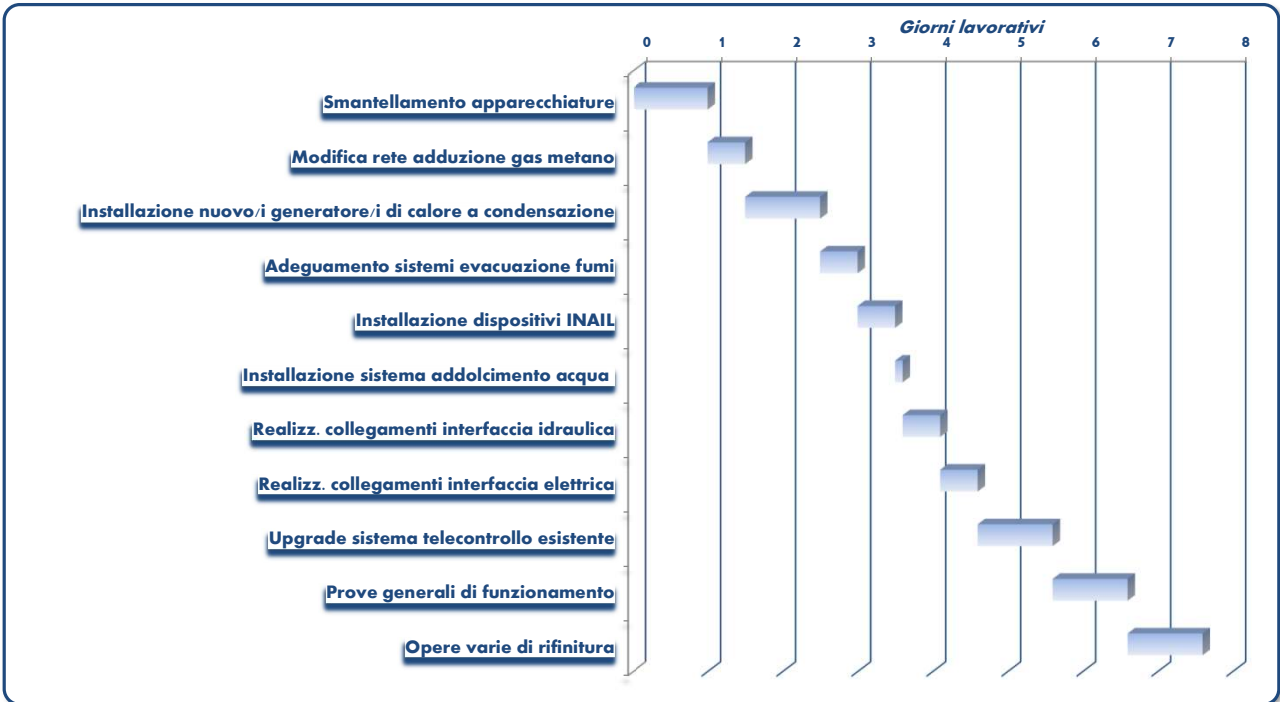 Giorni lavorativi
0 1 2 3 4 5 6 7 8
Smantellamento apparecchiature
Modifica rete adduzione gas metano
Installazione nuovo/i generatore/i di calore a condensazione
Adeguamento sistemi evacuazione fumi
Installazione dispositivi INAIL
Installazione sistema addolcimento acqua
Realizz. collegamenti interfaccia idraulica
Realizz. collegamenti interfaccia elettrica
Upgrade sistema telecontrollo esistente
Prove generali di funzionamento
Opere varie di rifinitura